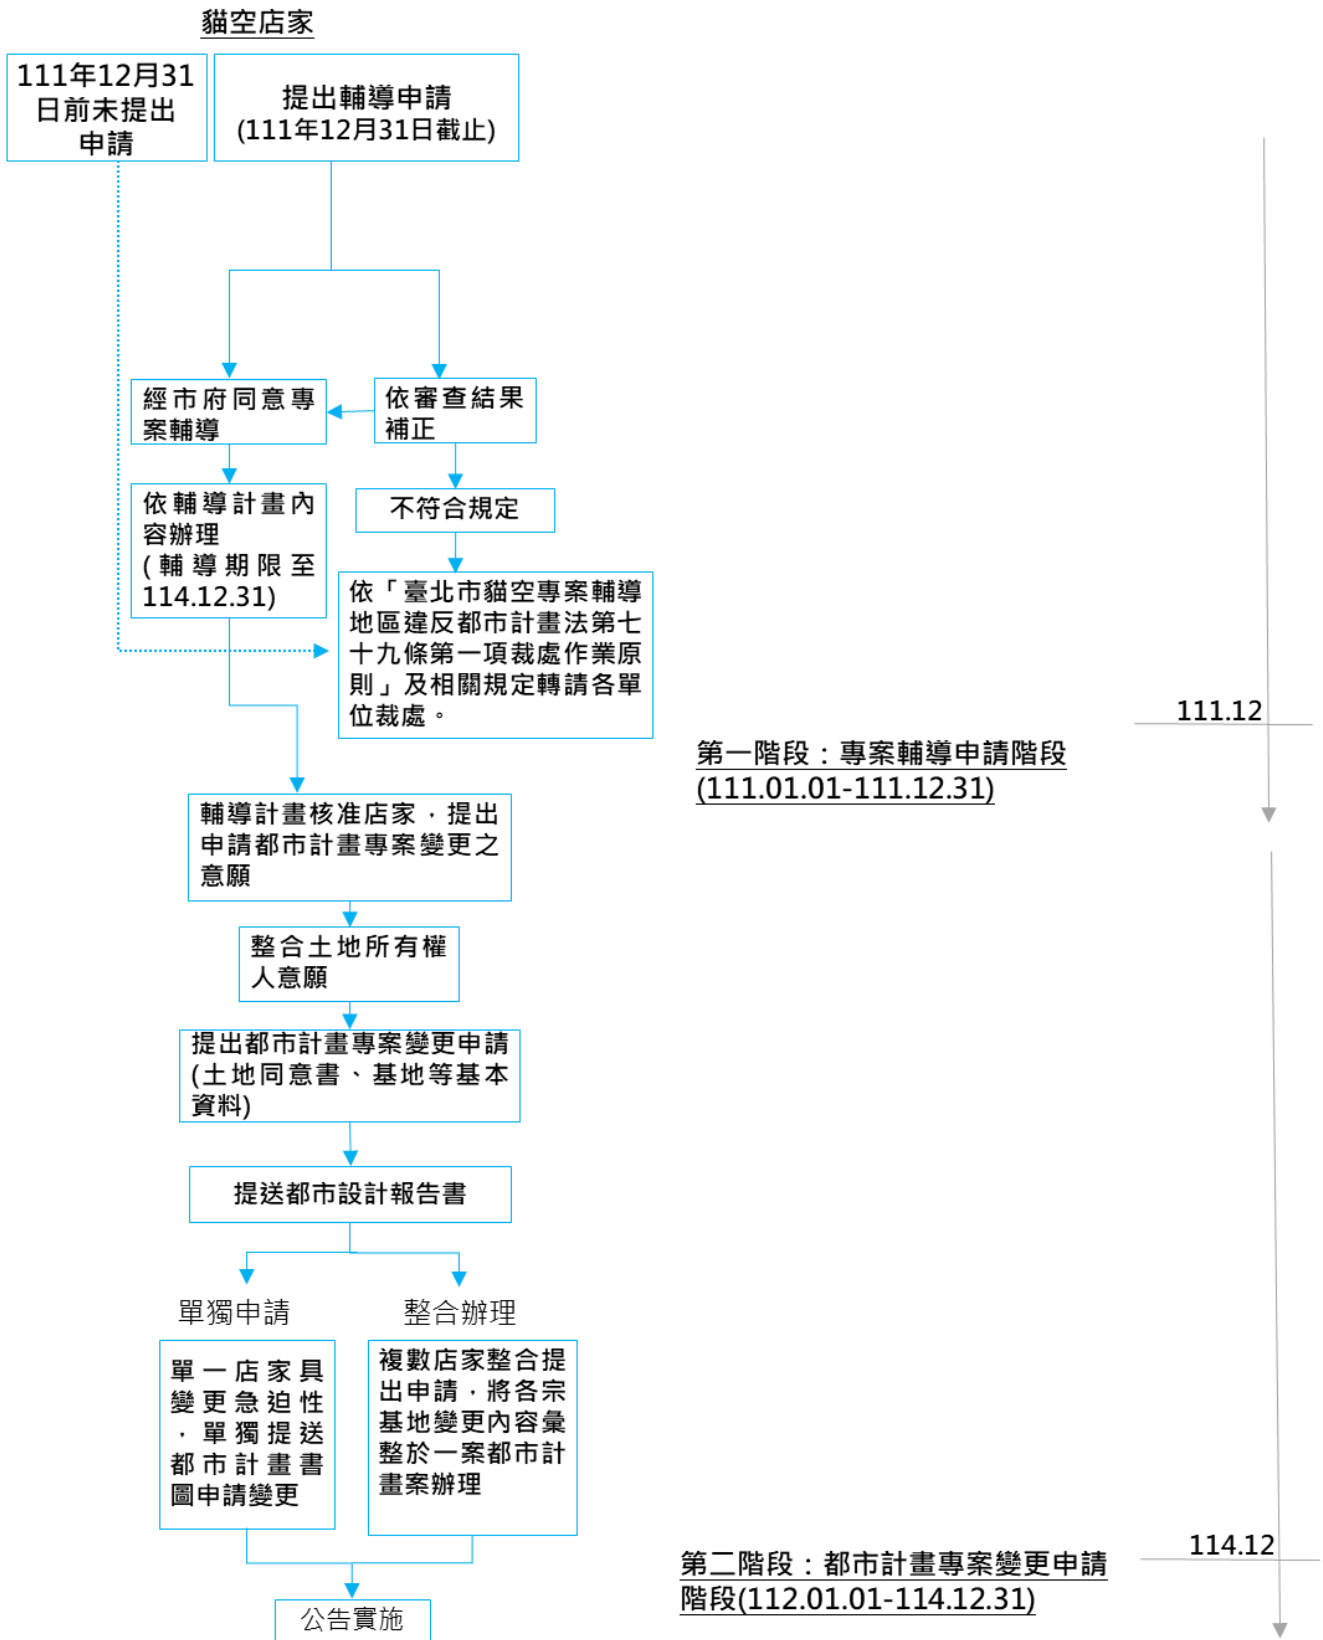 貓空店家
111年12月31
日前未提出
申請
提出輔導申請
(111年12月31日截止)
經市府同意專
案輔導
依審查結果
補正
依輔導計畫內
容辦理
(輔導期限至
114.12.31)
不符合規定
依「臺北市貓空專案輔導
地區違反都市計畫法第七
十九條第一項裁處作業原
則」及相關規定轉請各單
位裁處。
111.12
第一階段：專案輔導申請階段
(111.01.01-111.12.31)
輔導計畫核准店家，提出
申請都市計畫專案變更之
意願
整合土地所有權
人意願
提出都市計畫專案變更申請
(土地同意書、基地等基本
資料)
提送都市設計報告書
單獨申請
整合辦理
單一店家具
變更急迫性
，單獨提送
都市計畫書
圖申請變更
複數店家整合提
出申請，將各宗
基地變更內容彙
整於一案都市計
畫案辦理
114.12
第二階段：都市計畫專案變更申請
階段(112.01.01-114.12.31)
公告實施